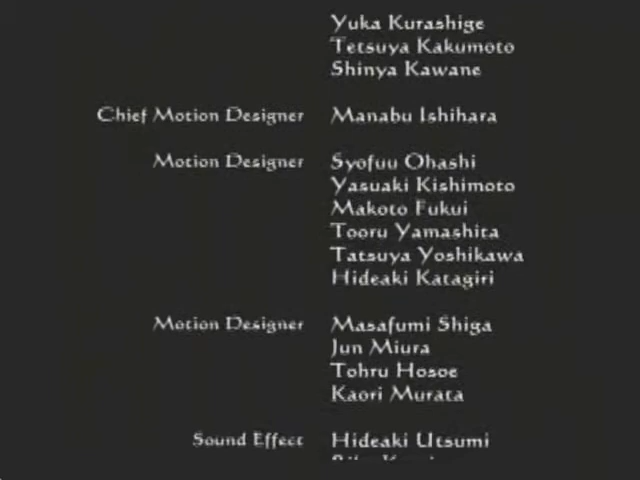 Yuka Kurashige
Tetsuya Kakumoto
Shinya Kawane
Chief Motion Designer Manabu Ishihara
Motion Designer Syofuu Ohashi
Yasuaki Kishimoto
Makoto Fukui
Tooru Yamashita
Tatsuya Yoshikawa
Hideaki Katagiri
Motion Designer Masafumi Shiga
Jun Miura
Tohru Hosoe
Kaori Murata
Sound Effect Hideaki Utsumi